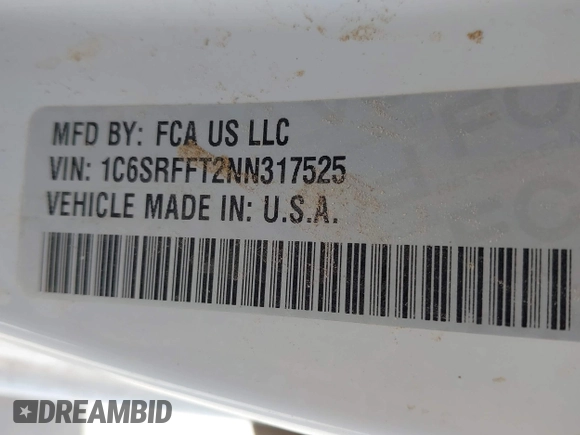 MFD BY: FCA US LLC
VIN: 1C6SRFFT2NN317525
VEHICLE MADE IN: U.S.A.
DREAMBID